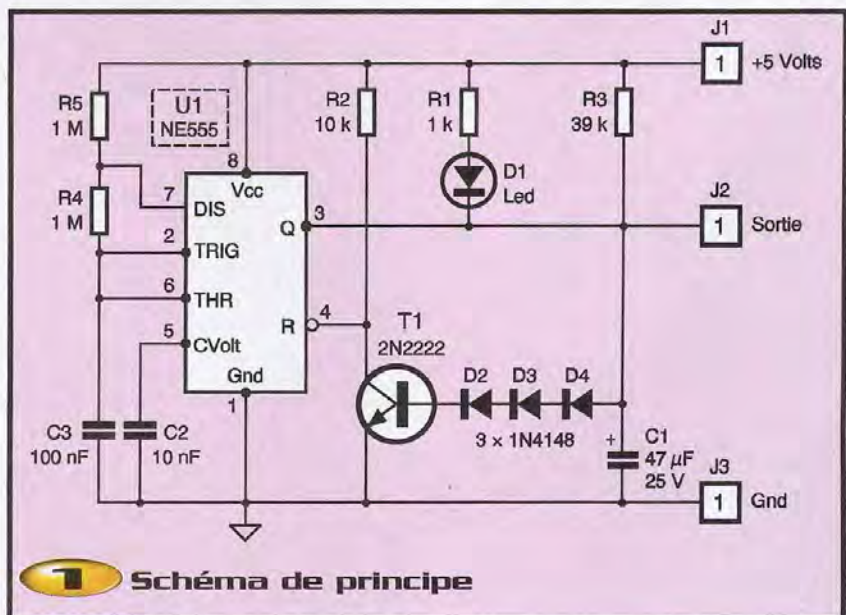 J1
1
+5 Volts
R5
1 M
U1
NE555
R2
10 k
R1
1 k
R3
39 k
8
Vcc
D1
Led
J2
1
Sortie
R4
1 M
7
DIS
Q
3
2
TRIG
6
THR
R
4
T1
2N2222
5
CVolt
Gnd
1
D2
D3
D4
3 × 1N4148
C3
100 nF
C2
10 nF
+
C1
47 µF
25 V
J3
1
Gnd
1 Schéma de principe